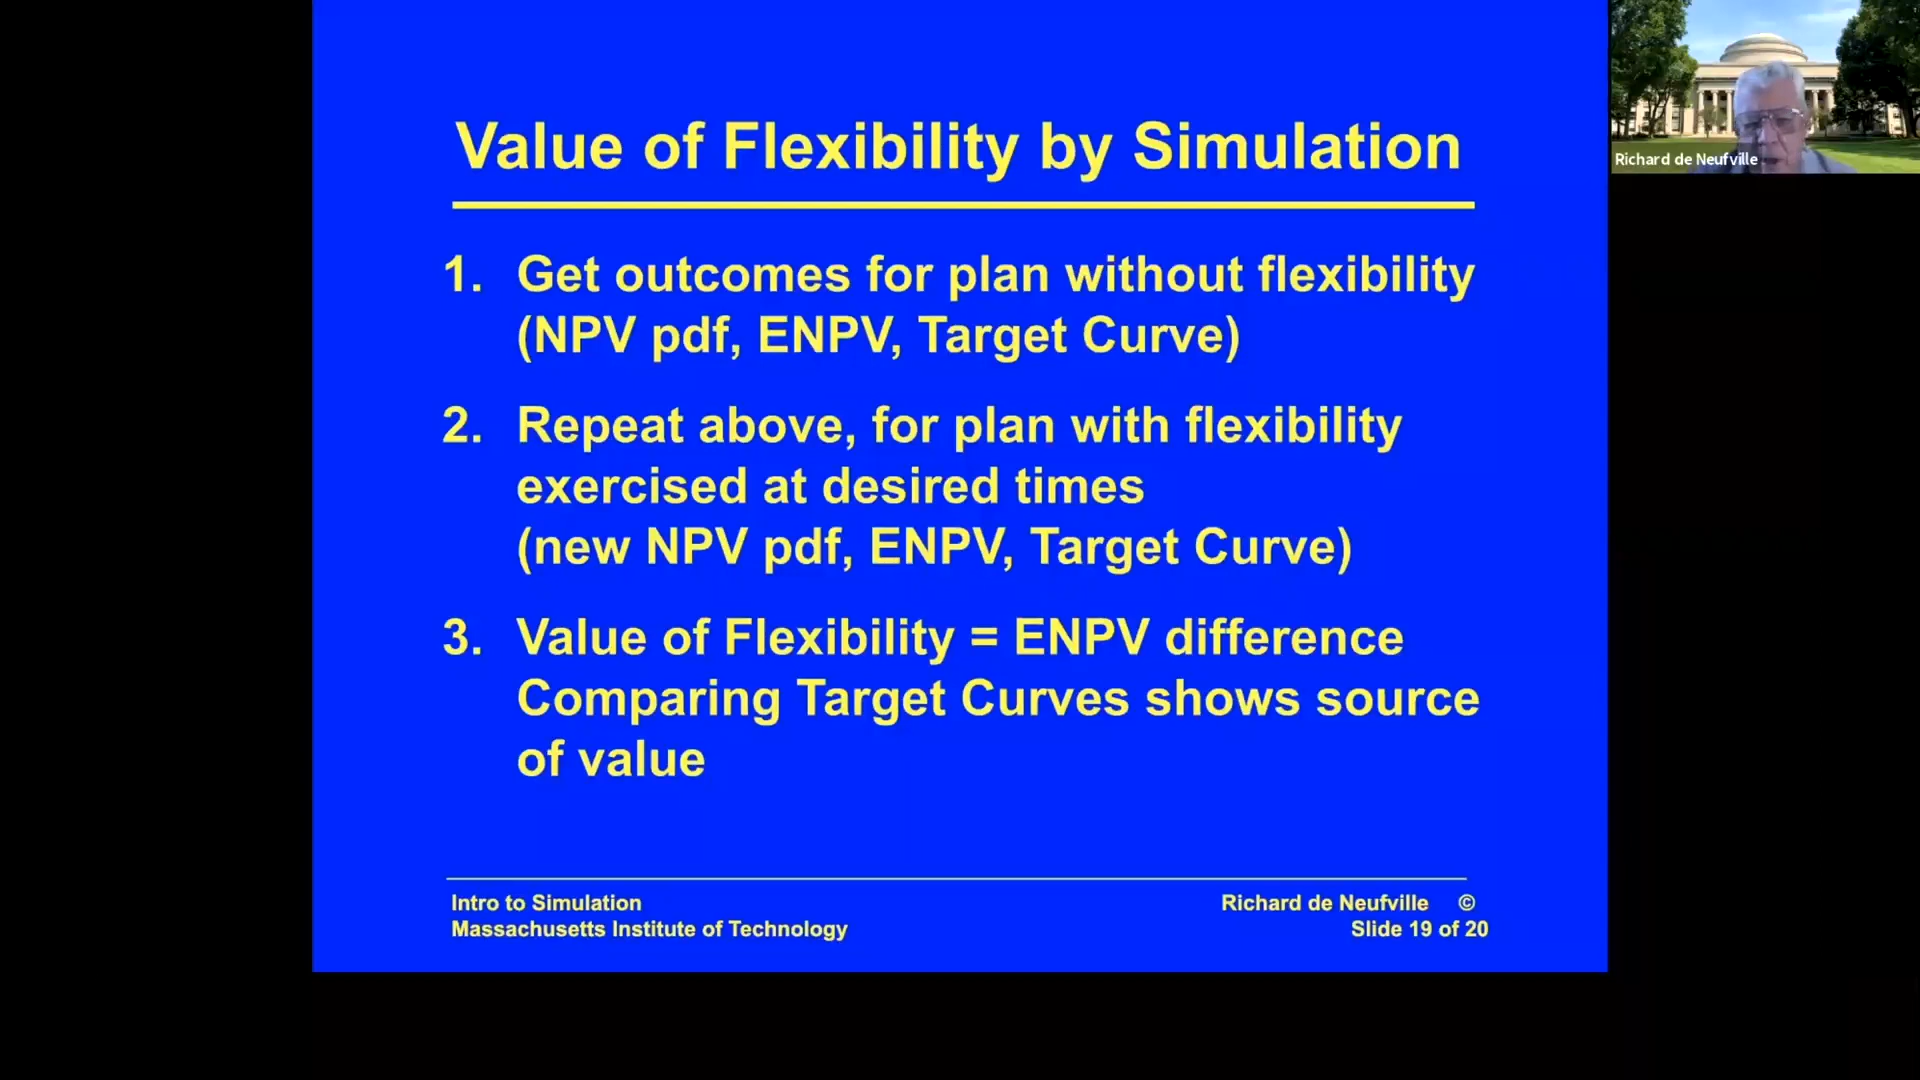 Value of Flexibility by Simulation
1. Get outcomes for plan without flexibility
(NPV pdf, ENPV, Target Curve)
2. Repeat above, for plan with flexibility
exercised at desired times
(new NPV pdf, ENPV, Target Curve)
3. Value of Flexibility = ENPV difference
Comparing Target Curves shows source
of value
Intro to Simulation
Massachusetts Institute of Technology
Richard de Neufville ©
Slide 19 of 20
Richard de Neufville